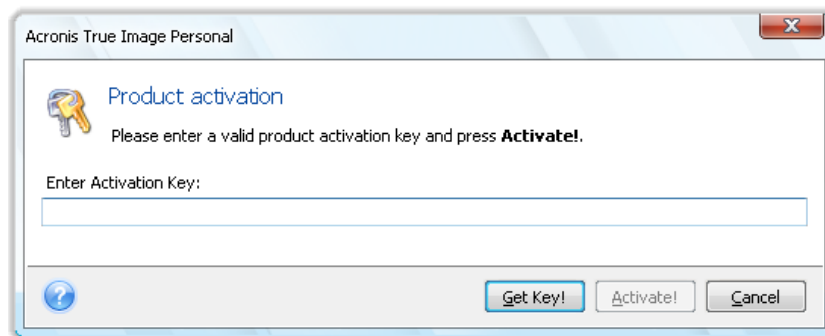 Acronis True Image Personal
Product activation
Please enter a valid product activation key and press Activate!.
Enter Activation Key:
Get Key! Activate! Cancel